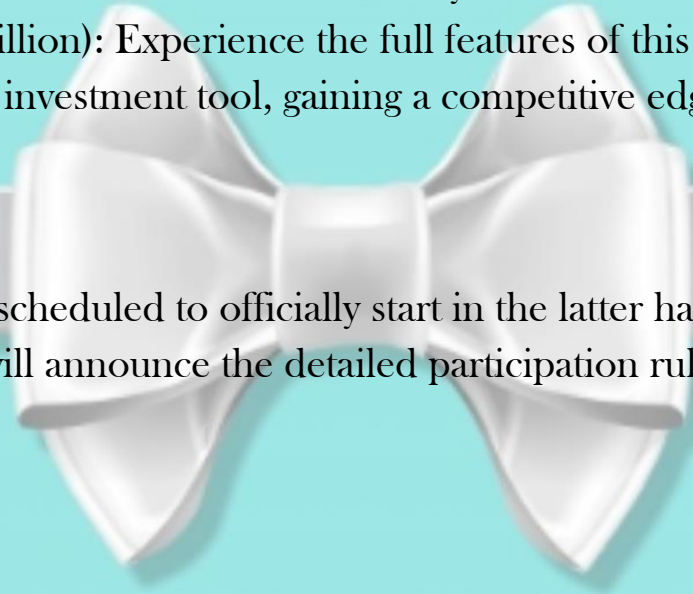 illion): Experience the full features of this
investment tool, gaining a competitive edg
scheduled to officially start in the latter ha
ill announce the detailed participation rul